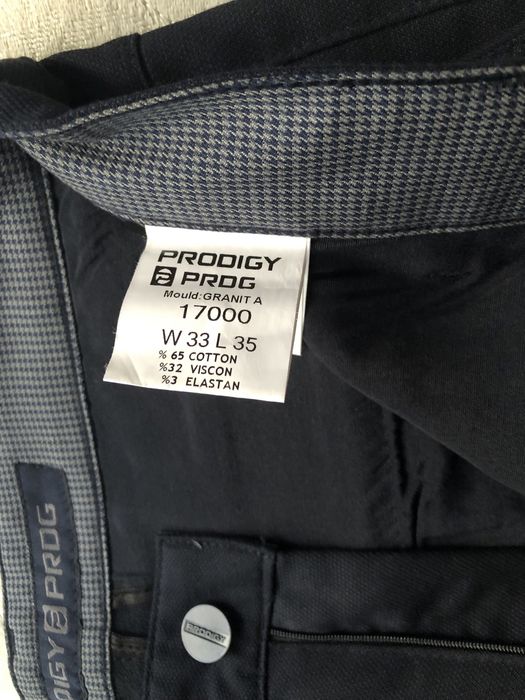 PRODIGY
PRDG
Mould:GRANIT A
17000
W 33 L 35
% 65 COTTON
%32 VISCON
%3 ELASTAN
DIGY PRDG
PRODIGY